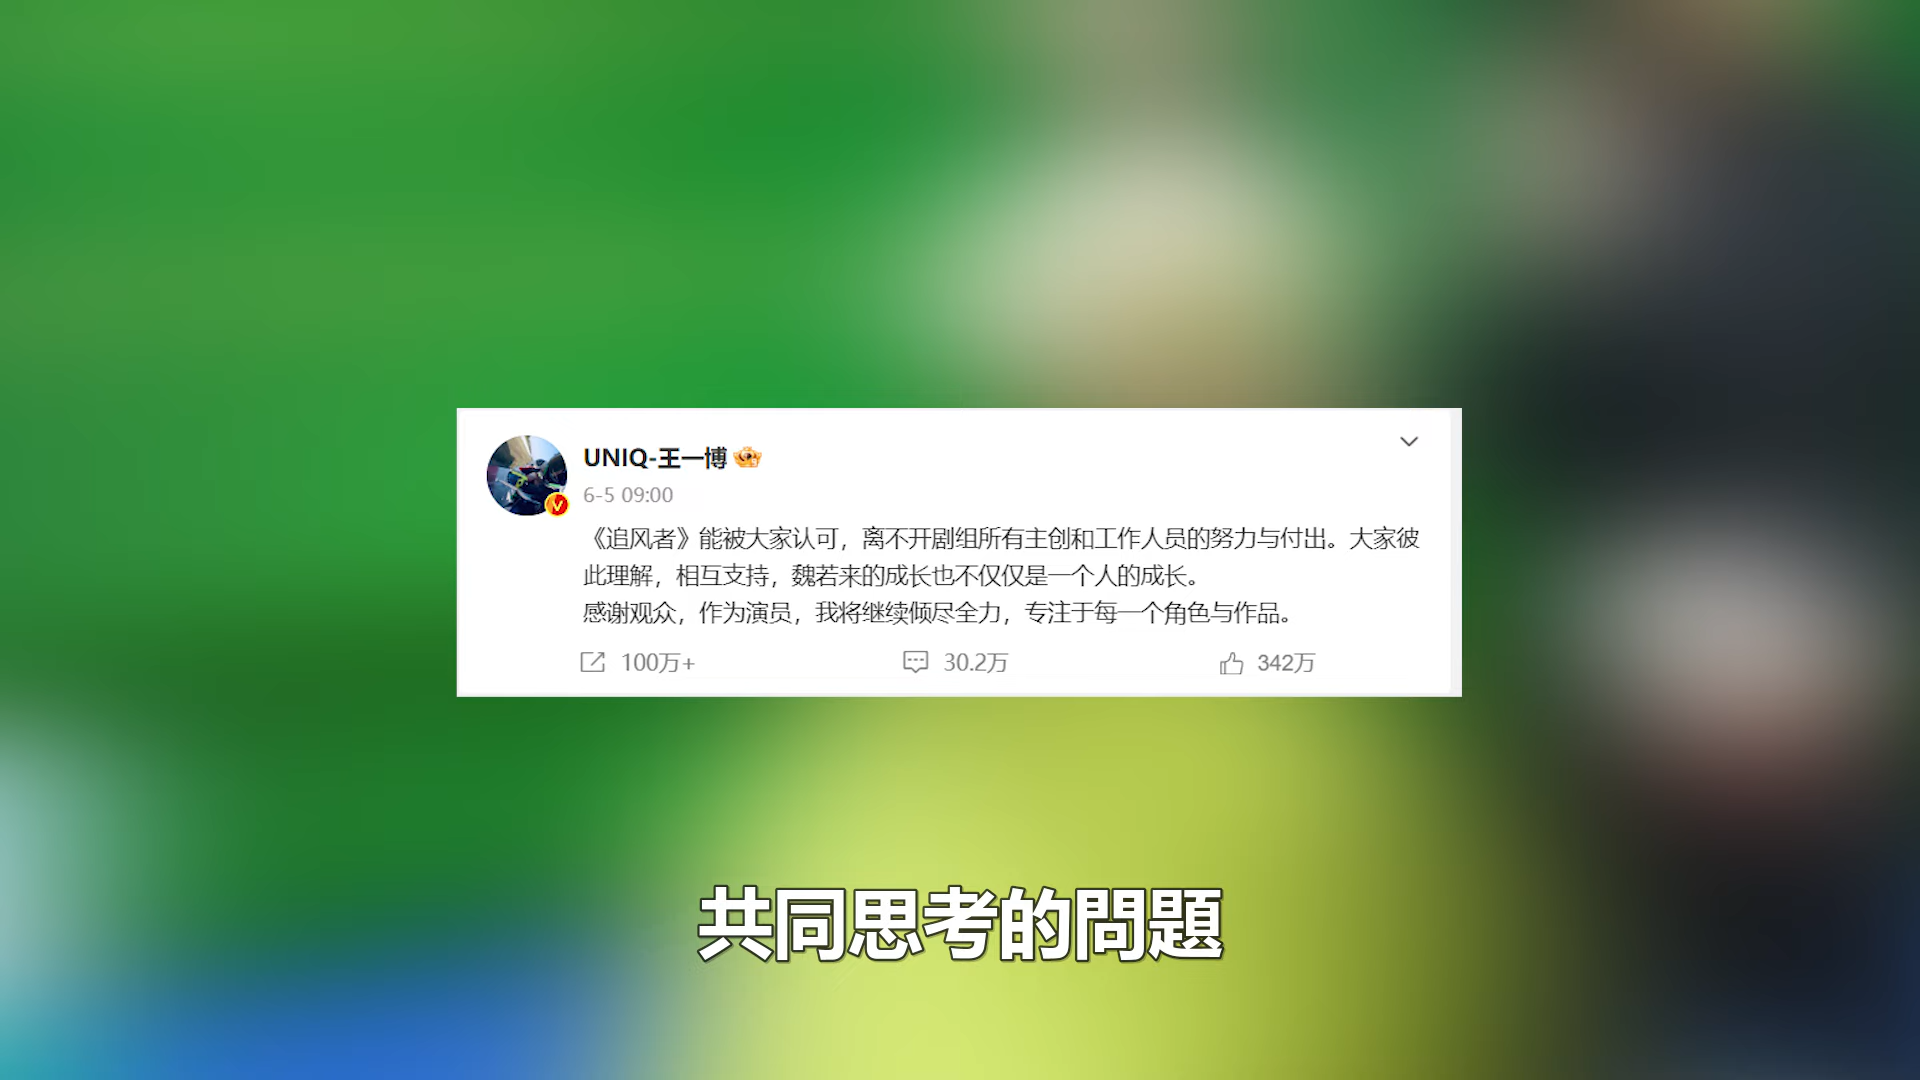 UNIQ-王一博
6-5 09:00
《追风者》能被大家认可，离不开剧组所有主创和工作人员的努力与付出。大家彼
此理解，相互支持，魏若来的成长也不仅仅是一个人的成长。
感谢观众，作为演员，我将继续倾尽全力，专注于每一个角色与作品。
100万+ 30.2万 342万
共同思考的問題